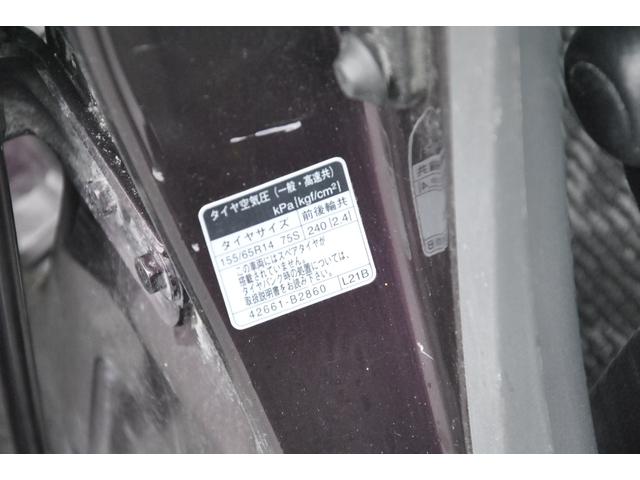 タイヤ空気圧 (一般・高速共)
kPa[kgf/cm²]
タイヤサイズ 前後輪共
155/65R14 75S 240 [2.4]
この車両にはスペアタイヤが
搭載されていません。
タイヤパンク時の処置については、
取扱説明書をお読み下さい。
42661-B2860 L21B